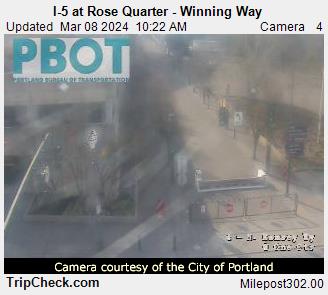 I-5 at Rose Quarter - Winning Way
Updated Mar 08 2024 10:22 AM Camera 4
PBOT
PORTLAND BUREAU OF TRANSPORTATION
Camera courtesy of the City of Portland
TripCheck.com Milepost302.00